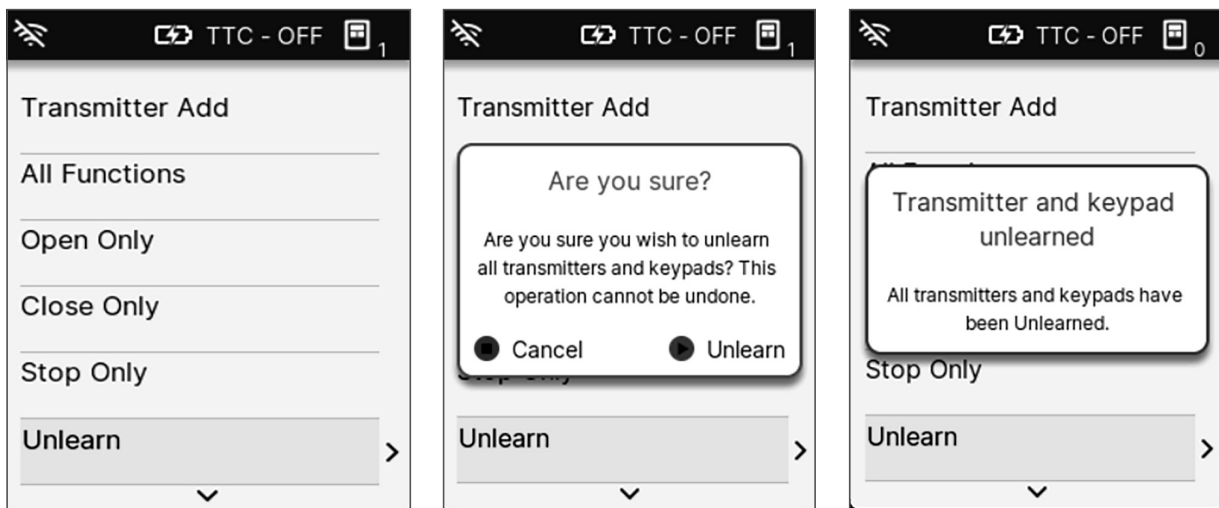 TTC - OFF 1
Transmitter Add
All Functions
Open Only
Close Only
Stop Only
Unlearn
TTC - OFF 1
Transmitter Add
Are you sure?
Are you sure you wish to unlearn
all transmitters and keypads? This
operation cannot be undone.
Cancel Unlearn
Stop Only
Unlearn
TTC - OFF 0
Transmitter Add
Transmitter and keypad
unlearned
All transmitters and keypads have
been Unlearned.
Stop Only
Unlearn